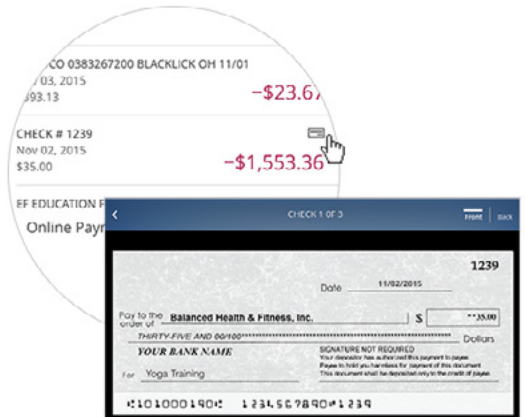 CO 0383267200 BLACKLICK OH 11/01
03, 2015
93.13
−$23.67
CHECK # 1239
Nov 02, 2015
$35.00
−$1,553.36
EF EDUCATION
Online Payr
CHECK 1 OF 3
Front
Back
1239
Date 11/02/2015
Pay to the
order of Balanced Health & Fitness, Inc. $ **35.00
THIRTY-FIVE AND 00/100 Dollars
YOUR BANK NAME
SIGNATURE NOT REQUIRED
Your depositor has authorized this payment to payee.
Payee to hold you harmless for payment of this document.
This document shall be deposited only to the credit of payee.
For Yoga Training
⑆101000190⑆ 1234567890⑈1239